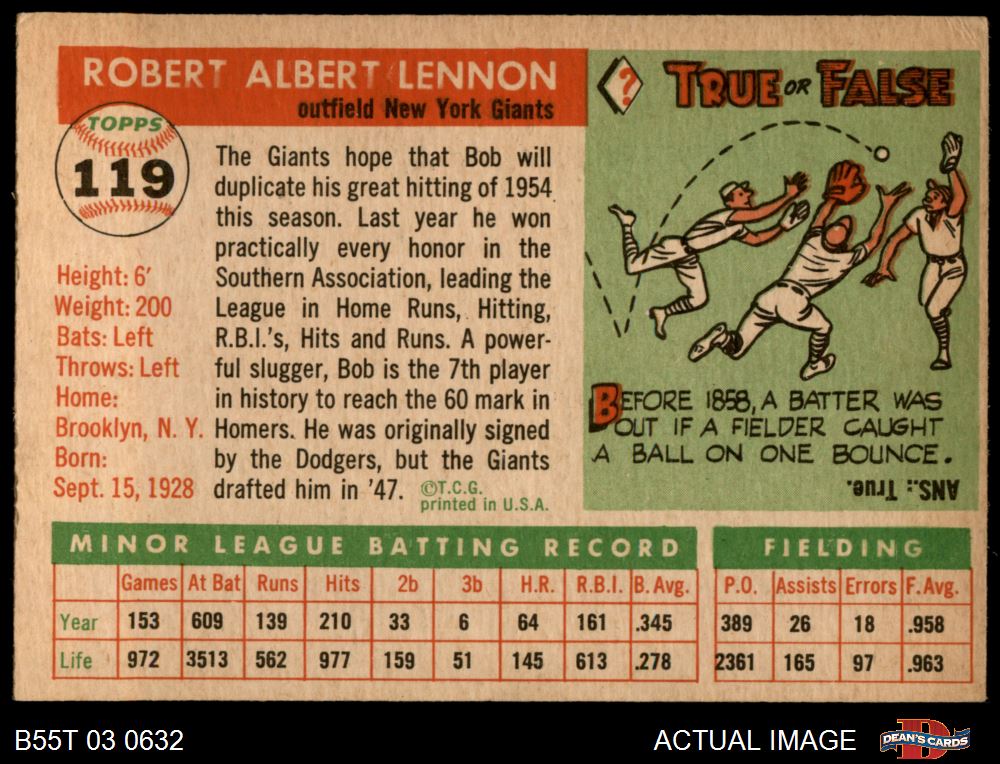 ROBERT ALBERT LENNON
outfield New York Giants
TOPPS
119
Height: 6'
Weight: 200
Bats: Left
Throws: Left
Home:
Brooklyn, N. Y.
Born:
Sept. 15, 1928
The Giants hope that Bob will
duplicate his great hitting of 1954
this season. Last year he won
practically every honor in the
Southern Association, leading the
League in Home Runs, Hitting,
R.B.I.'s, Hits and Runs. A power-
ful slugger, Bob is the 7th player
in history to reach the 60 mark in
Homers. He was originally signed
by the Dodgers, but the Giants
drafted him in '47.
©T.C.G.
printed in U.S.A.
?
TRUE OR FALSE
BEFORE 1858, A BATTER WAS
OUT IF A FIELDER CAUGHT
A BALL ON ONE BOUNCE.
ANS.: True.
MINOR LEAGUE BATTING RECORD
Games At Bat Runs Hits 2b 3b H.R. R.B.I. B. Avg.
Year 153 609 139 210 33 6 64 161 .345
Life 972 3513 562 977 159 51 145 613 .278
FIELDING
P.O. Assists Errors F. Avg.
389 26 18 .958
2361 165 97 .963
B55T 03 0632
ACTUAL IMAGE
D
DEAN'S CARDS